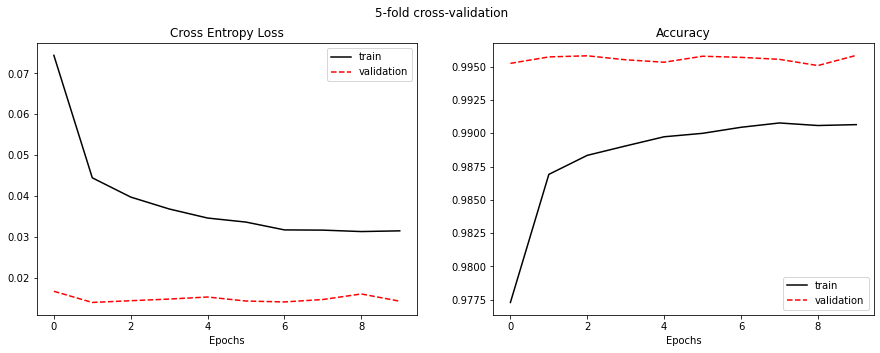 5-fold cross-validation
Cross Entropy Loss
train
validation
0.07
0.06
0.05
0.04
0.03
0.02
0 2 4 6 8
Epochs
Accuracy
0.9950
0.9925
0.9900
0.9875
0.9850
0.9825
0.9800
0.9775
train
validation
0 2 4 6 8
Epochs